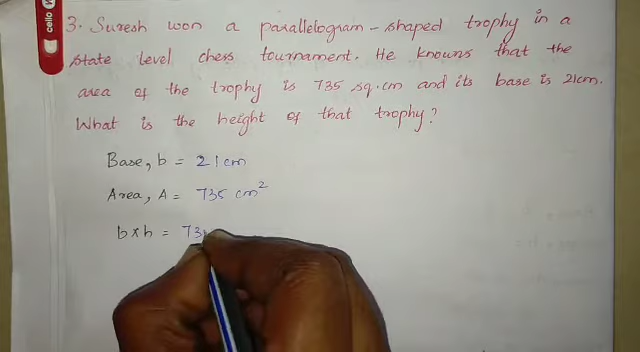 3. Suresh won a parallelogram-shaped trophy in a
state level chess tournament. He knowns that the
area of the trophy is 735 sq.cm and its base is 21cm.
What is the height of that trophy?
Base, b = 21cm
Area, A = 735 cm²
b×h = 73
cello